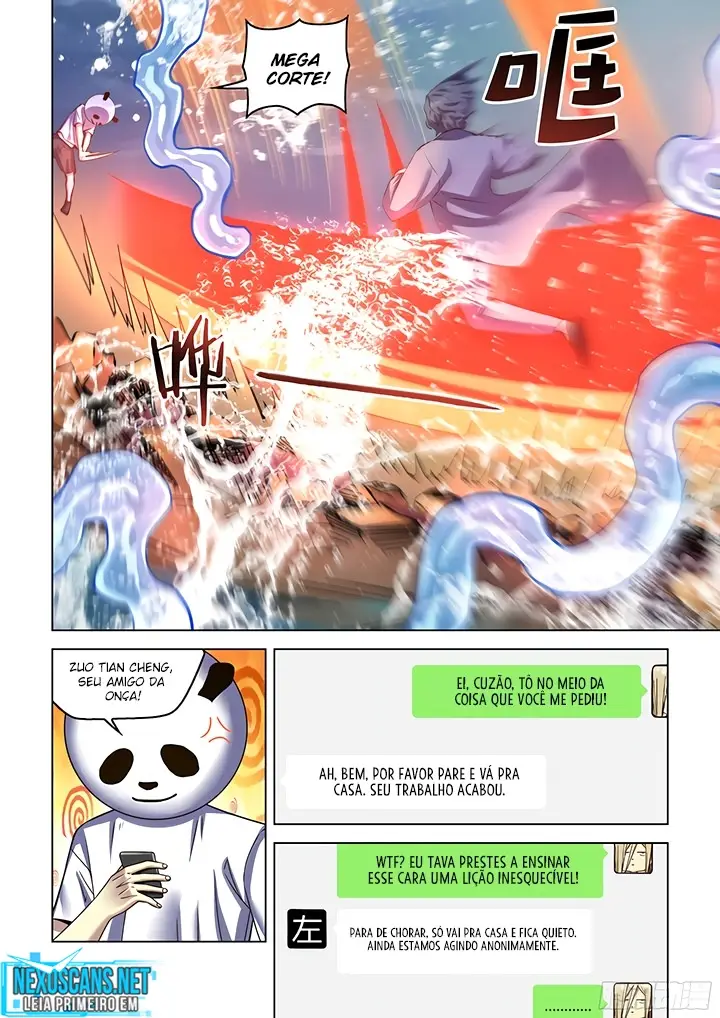 MEGA
CORTE!
哐
哗
ZUO TIAN CHENG,
SEU AMIGO DA
ONÇA!
EI, CUZÃO, TÔ NO MEIO DA
COISA QUE VOCÊ ME PEDIU!
AH, BEM, POR FAVOR PARE E VÁ PRA
CASA. SEU TRABALHO ACABOU.
WTF? EU TAVA PRESTES A ENSINAR
ESSE CARA UMA LIÇÃO INESQUECÍVEL!
左
PARA DE CHORAR, SÓ VAI PRA CASA E FICA QUIETO.
AINDA ESTAMOS AGINDO ANONIMAMENTE.
.............
NEXUSCANS.NET
LEIA PRIMEIRO EM